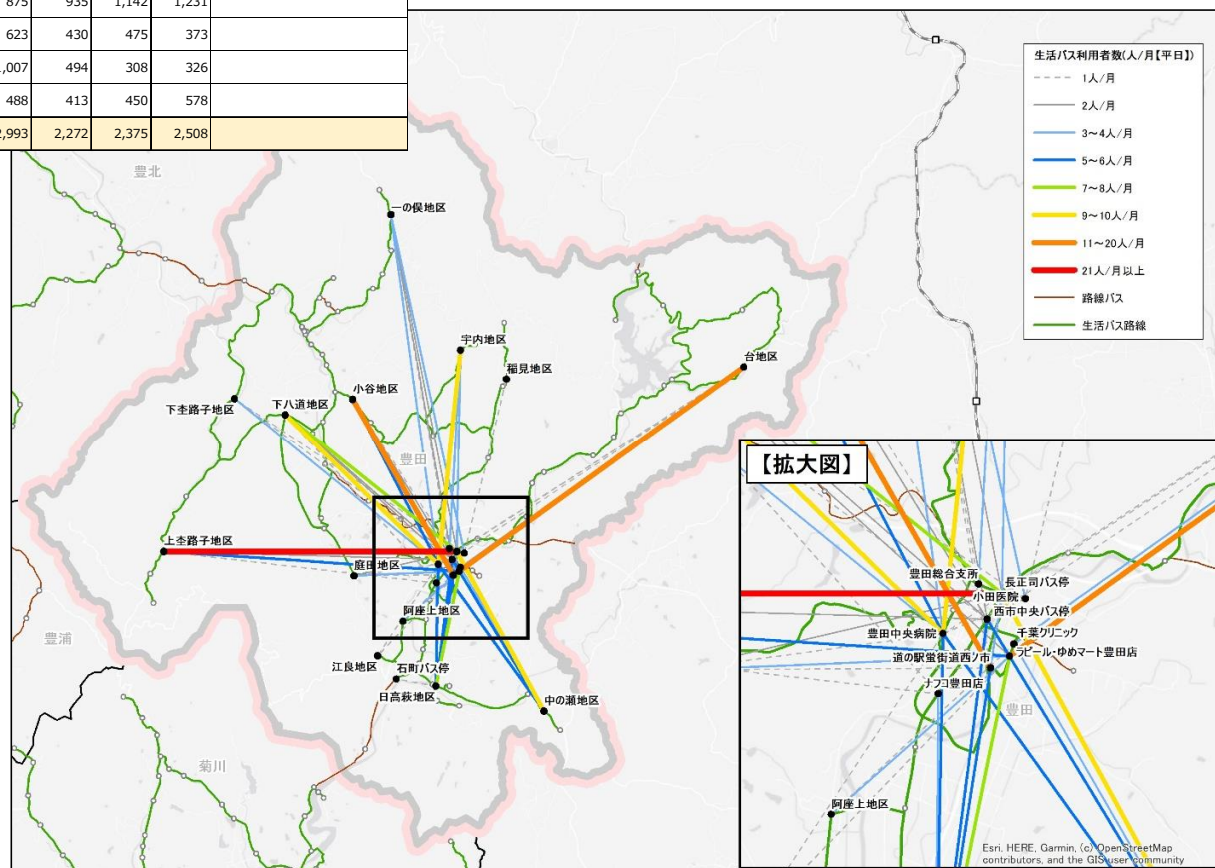 875 935 1,142 1,231
623 430 475 373
,007 494 308 326
488 413 450 578
2,993 2,272 2,375 2,508
生活バス利用者数(人/月【平日】)
1人/月
2人/月
3～4人/月
5～6人/月
7～8人/月
9～10人/月
11～20人/月
21人/月以上
路線バス
生活バス路線
豊北
一の俣地区
宇内地区
稲見地区
台地区
小谷地区
下杢路子地区
下八道地区
豊田
上杢路子地区
庭田地区
阿座上地区
豊浦
江良地区
石町バス停
日高萩地区
中の瀬地区
菊川
【拡大図】
豊田総合支所
長正司バス停
小田医院
西市中央バス停
豊田中央病院
千葉クリニック
ラピール・ゆめマート豊田店
道の駅蛍街道西ノ市
ナフコ豊田店
豊田
阿座上地区
Esri, HERE, Garmin, (c) OpenStreetMap
contributors, and the GIS user community